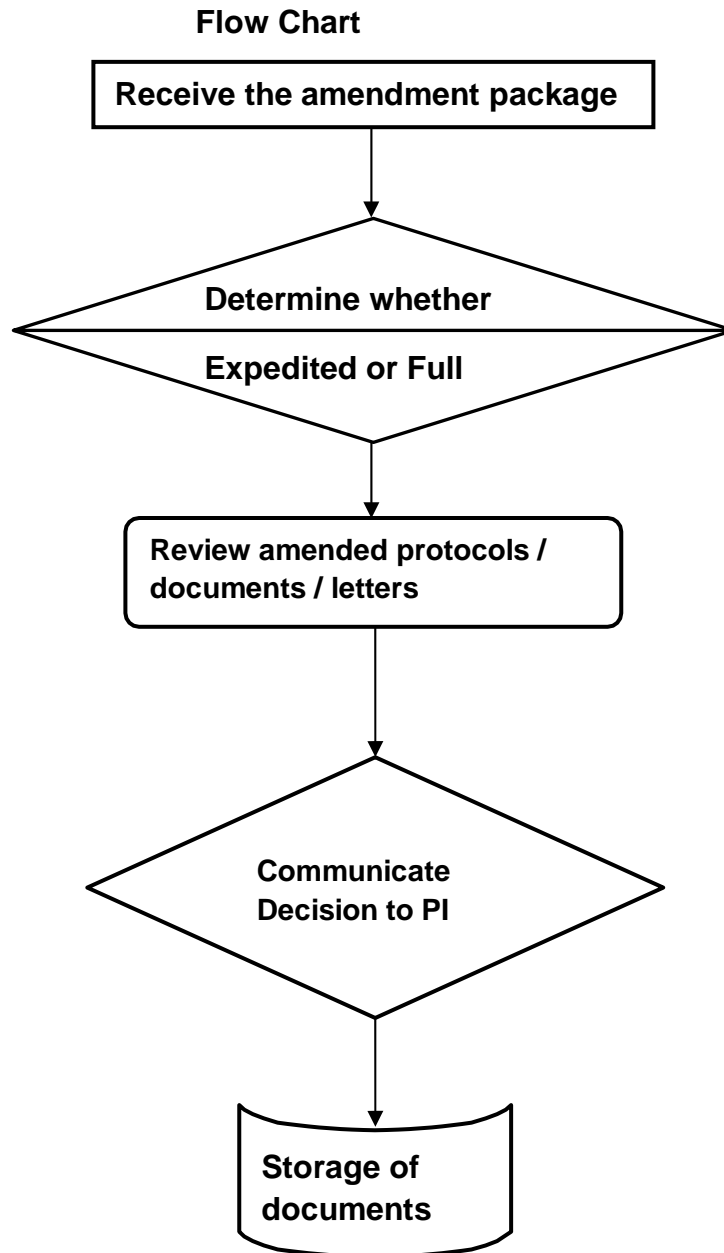 Flow Chart
Receive the amendment package
Determine whether
Expedited or Full
Review amended protocols /
documents / letters
Communicate
Decision to PI
Storage of
documents